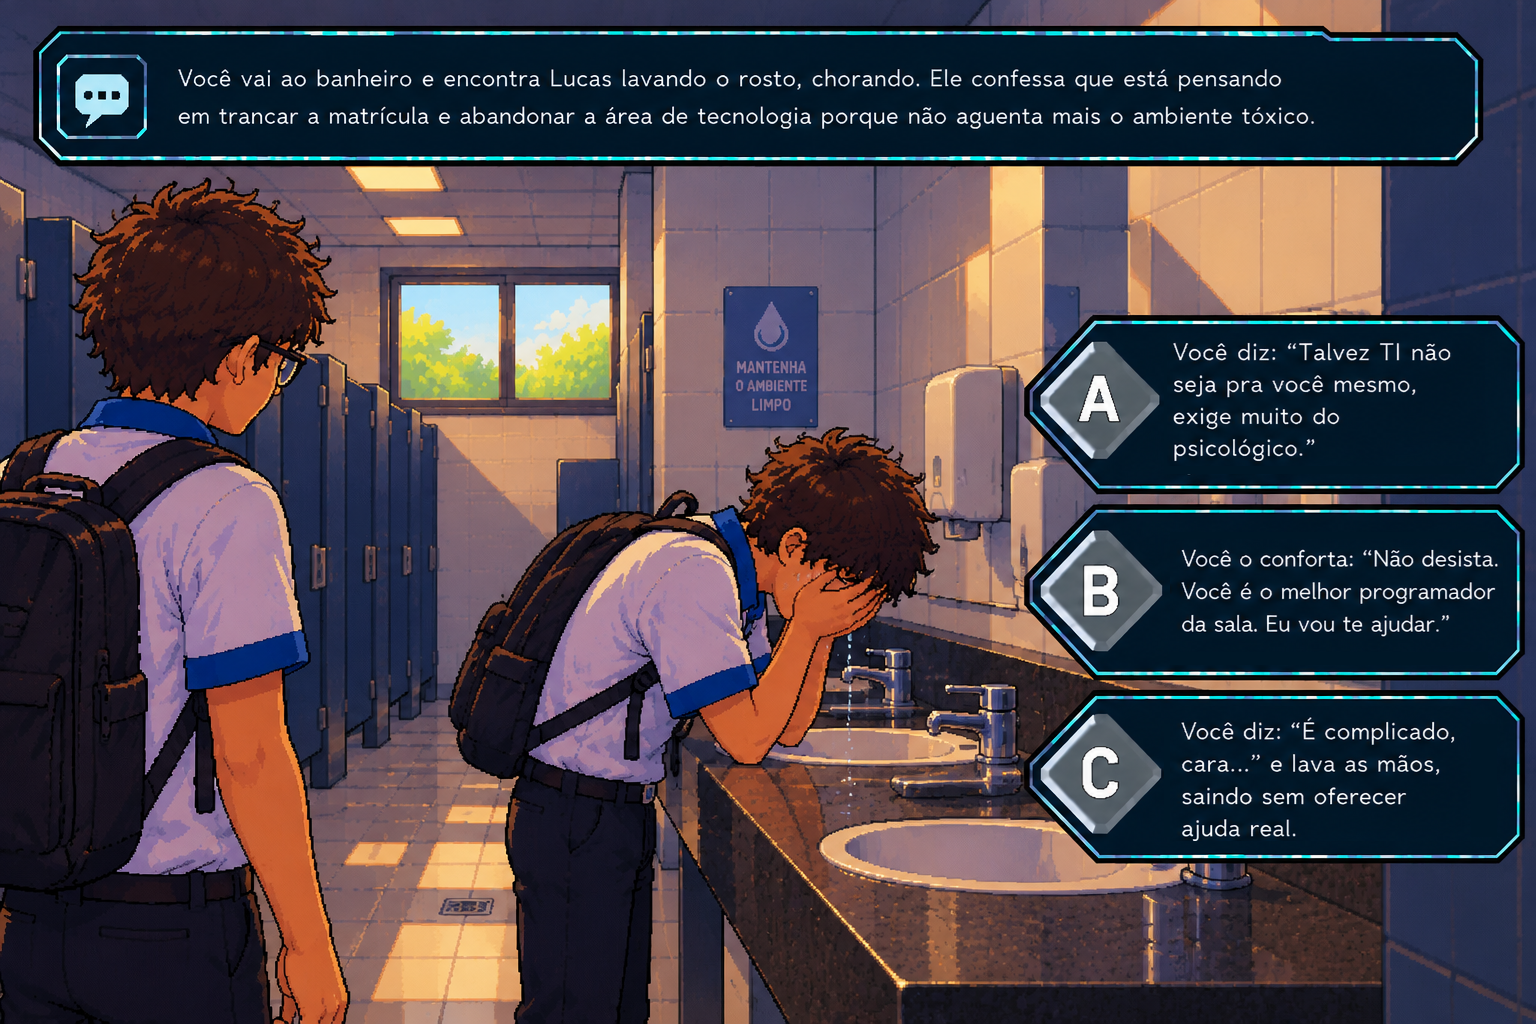 Você vai ao banheiro e encontra Lucas lavando o rosto, chorando. Ele confessa que está pensando
em trancar a matrícula e abandonar a área de tecnologia porque não aguenta mais o ambiente tóxico.
MANTENHA
O AMBIENTE
LIMPO
A
Você diz: “Talvez TI não
seja pra você mesmo,
exige muito do
psicológico.”
B
Você o conforta: “Não desista.
Você é o melhor programador
da sala. Eu vou te ajudar.”
C
Você diz: “É complicado,
cara...” e lava as mãos,
saindo sem oferecer
ajuda real.